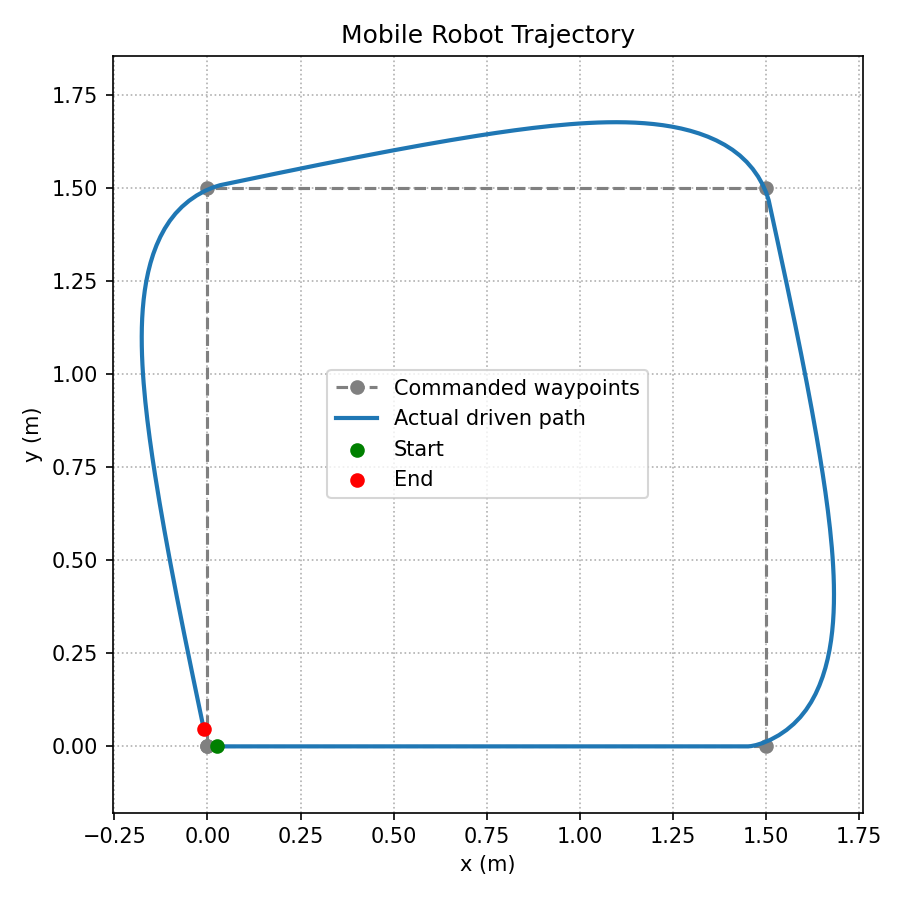 Mobile Robot Trajectory
1.75
1.50
1.25
1.00
0.75
0.50
0.25
0.00
y (m)
Commanded waypoints
Actual driven path
Start
End
−0.25 0.00 0.25 0.50 0.75 1.00 1.25 1.50 1.75
x (m)